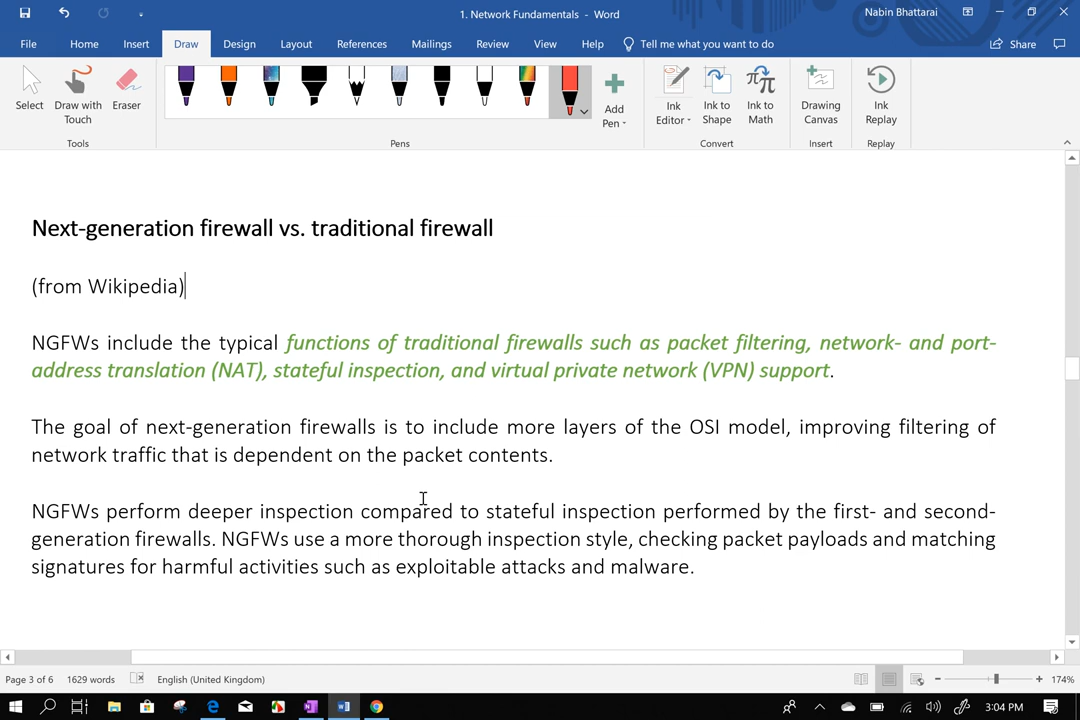 1. Network Fundamentals - Word
Nabin Bhattarai
File Home Insert Draw Design Layout References Mailings Review View Help Tell me what you want to do Share
Select Draw with Touch Eraser Add Pen Ink Editor Ink to Shape Ink to Math Drawing Canvas Ink Replay
Tools Pens Convert Insert Replay
Next-generation firewall vs. traditional firewall
(from Wikipedia)
NGFWs include the typical functions of traditional firewalls such as packet filtering, network- and port-
address translation (NAT), stateful inspection, and virtual private network (VPN) support.
The goal of next-generation firewalls is to include more layers of the OSI model, improving filtering of
network traffic that is dependent on the packet contents.
NGFWs perform deeper inspection compared to stateful inspection performed by the first- and second-
generation firewalls. NGFWs use a more thorough inspection style, checking packet payloads and matching
signatures for harmful activities such as exploitable attacks and malware.
Page 3 of 6 1629 words English (United Kingdom) 174%
3:04 PM